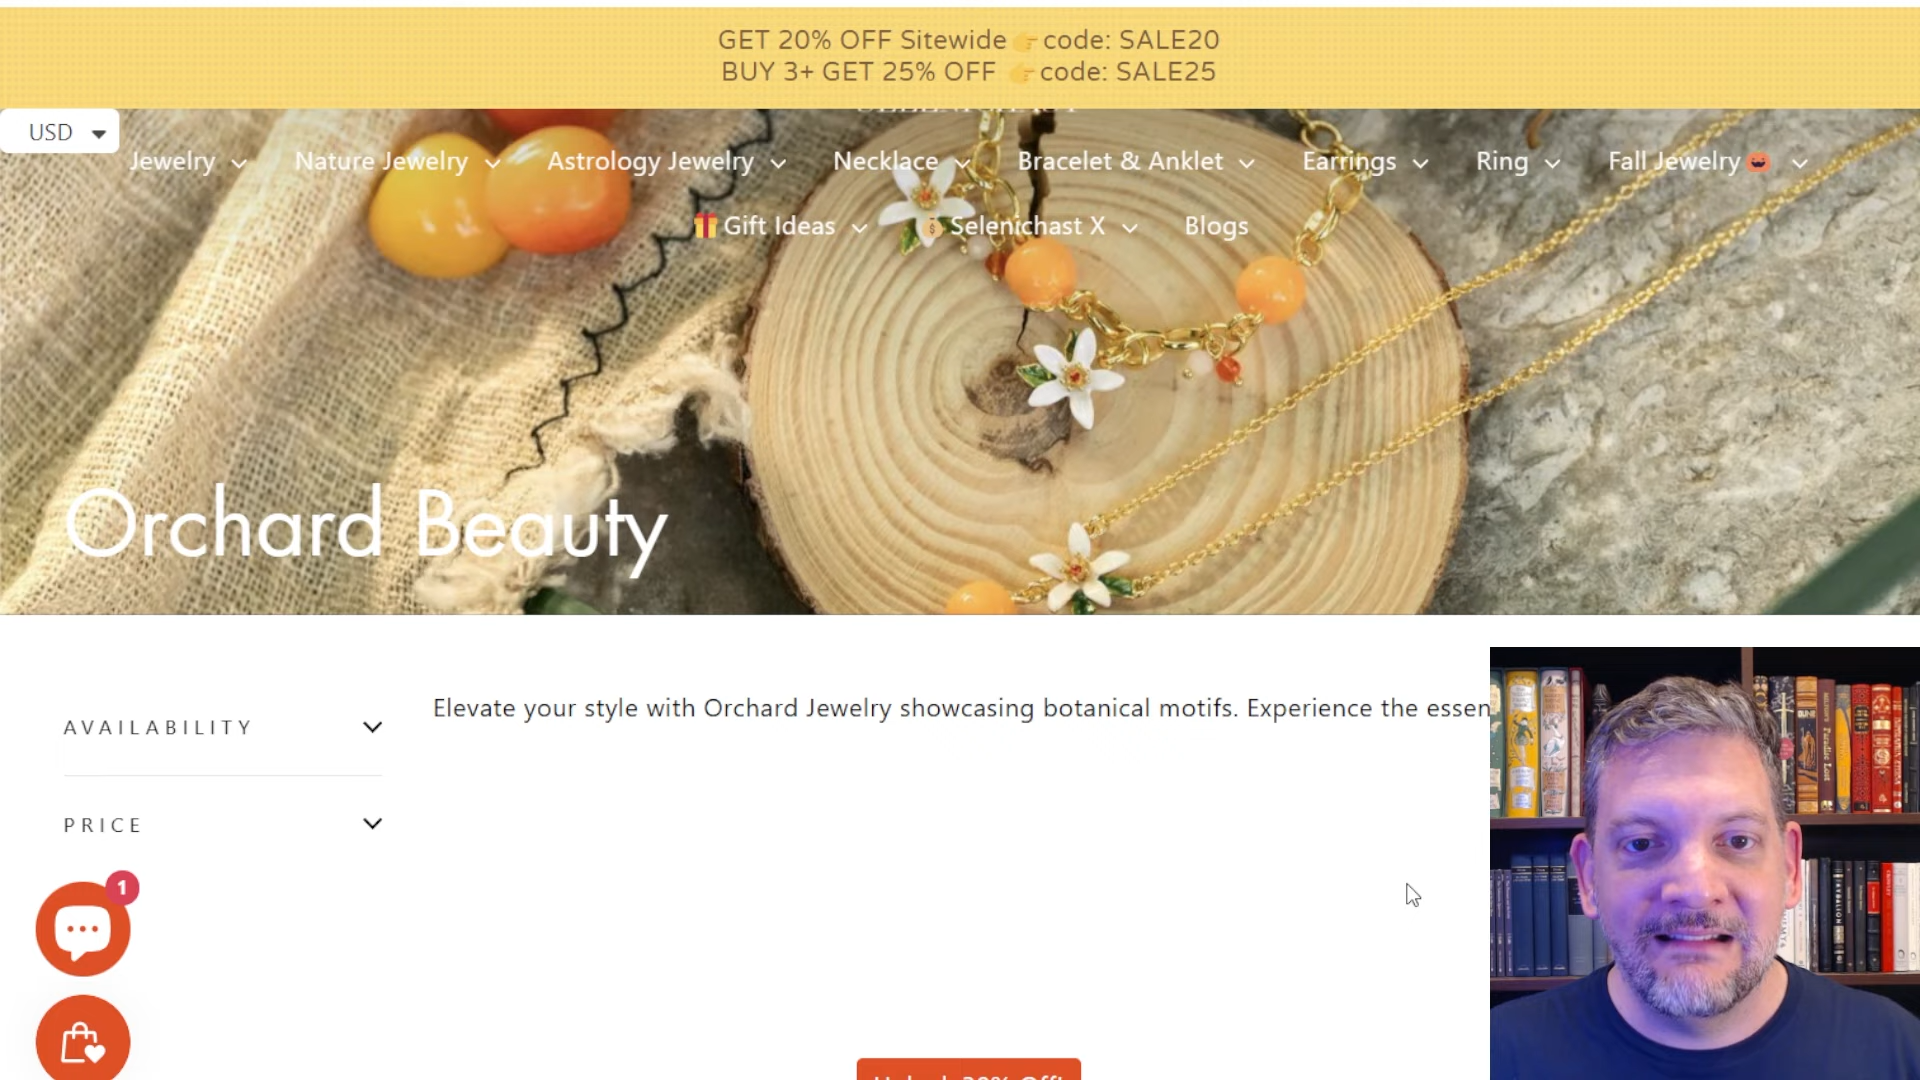 GET 20% OFF Sitewide 👉 code: SALE20
BUY 3+ GET 25% OFF 👉 code: SALE25
USD
Jewelry Nature Jewelry Astrology Jewelry Necklace Bracelet & Anklet Earrings Ring Fall Jewelry
Gift Ideas Selenichast X Blogs
Orchard Beauty
Elevate your style with Orchard Jewelry showcasing botanical motifs. Experience the essen
AVAILABILITY
PRICE
1
Paradise Lost